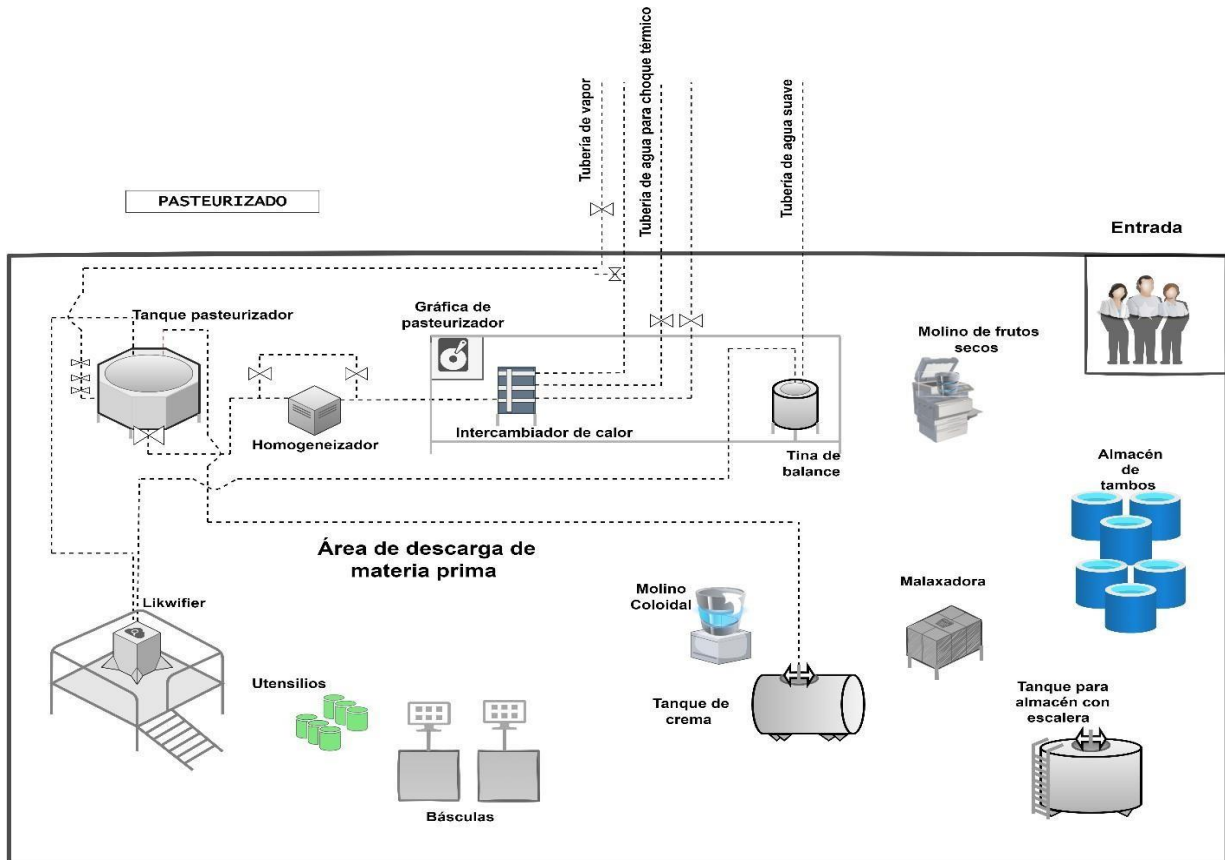 Tubería de vapor
Tubería de agua para choque térmico
Tubería de agua suave
PASTEURIZADO
Entrada
Tanque pasteurizador
Gráfica de
pasteurizador
Molino de frutos
secos
Homogeneizador
Intercambiador de calor
Tina de
balance
Almacén
de
tambos
Área de descarga de
materia prima
Likwifier
Molino
Coloidal
Malaxadora
Utensilios
Tanque de
crema
Tanque para
almacén con
escalera
Básculas